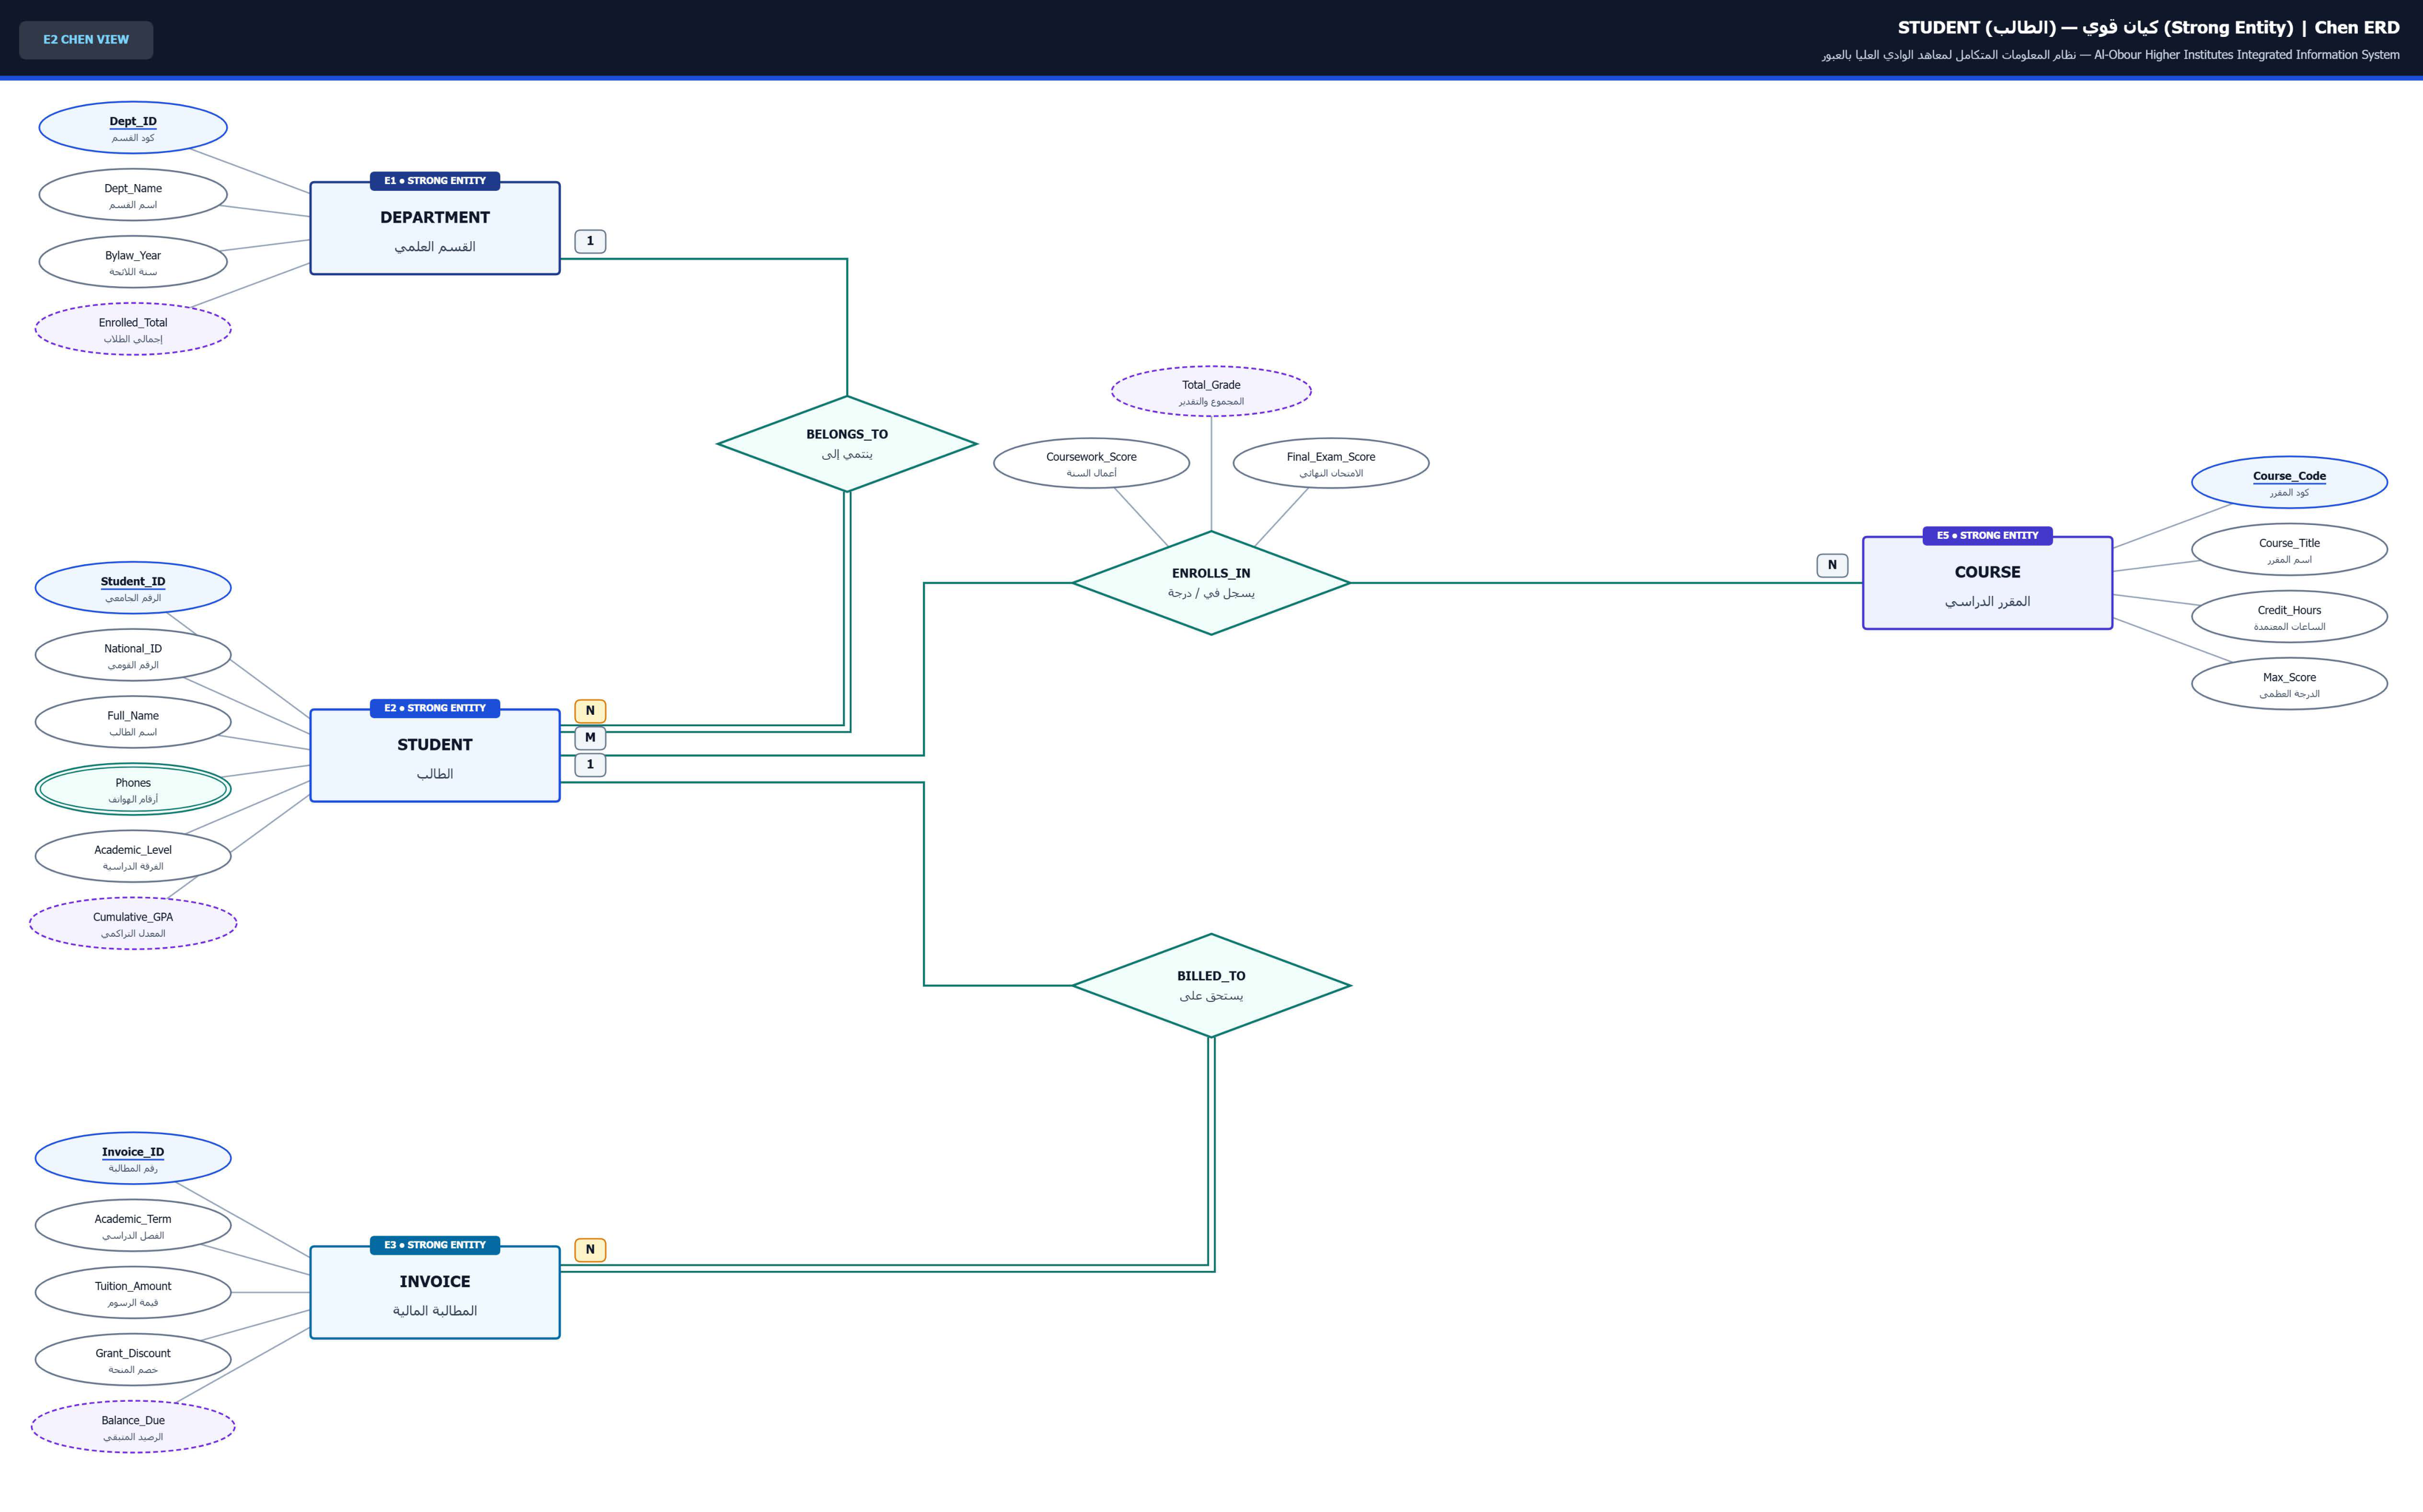 E2 CHEN VIEW
STUDENT (الطالب) — كيان قوي (Strong Entity) | Chen ERD
نظام المعلومات المتكامل لمعاهد الوادي العليا بالعبور — Al-Obour Higher Institutes Integrated Information System
Dept_ID
كود القسم
Dept_Name
اسم القسم
Bylaw_Year
سنة اللائحة
Enrolled_Total
إجمالي الطلاب
E1 ● STRONG ENTITY
DEPARTMENT
القسم العلمي
1
BELONGS_TO
ينتمي إلى
Total_Grade
المجموع والتقدير
Coursework_Score
أعمال السنة
Final_Exam_Score
الامتحان النهائي
ENROLLS_IN
يسجل في / درجة
N
E5 ● STRONG ENTITY
COURSE
المقرر الدراسي
Course_Code
كود المقرر
Course_Title
اسم المقرر
Credit_Hours
الساعات المعتمدة
Max_Score
الدرجة العظمى
Student_ID
الرقم الجامعي
National_ID
الرقم القومي
Full_Name
اسم الطالب
Phones
أرقام الهواتف
Academic_Level
الفرقة الدراسية
Cumulative_GPA
المعدل التراكمي
E2 ● STRONG ENTITY
STUDENT
الطالب
N
M
1
BILLED_TO
يستحق على
Invoice_ID
رقم المطالبة
Academic_Term
الفصل الدراسي
Tuition_Amount
قيمة الرسوم
Grant_Discount
خصم المنحة
Balance_Due
الرصيد المتبقي
E3 ● STRONG ENTITY
INVOICE
المطالبة المالية
N